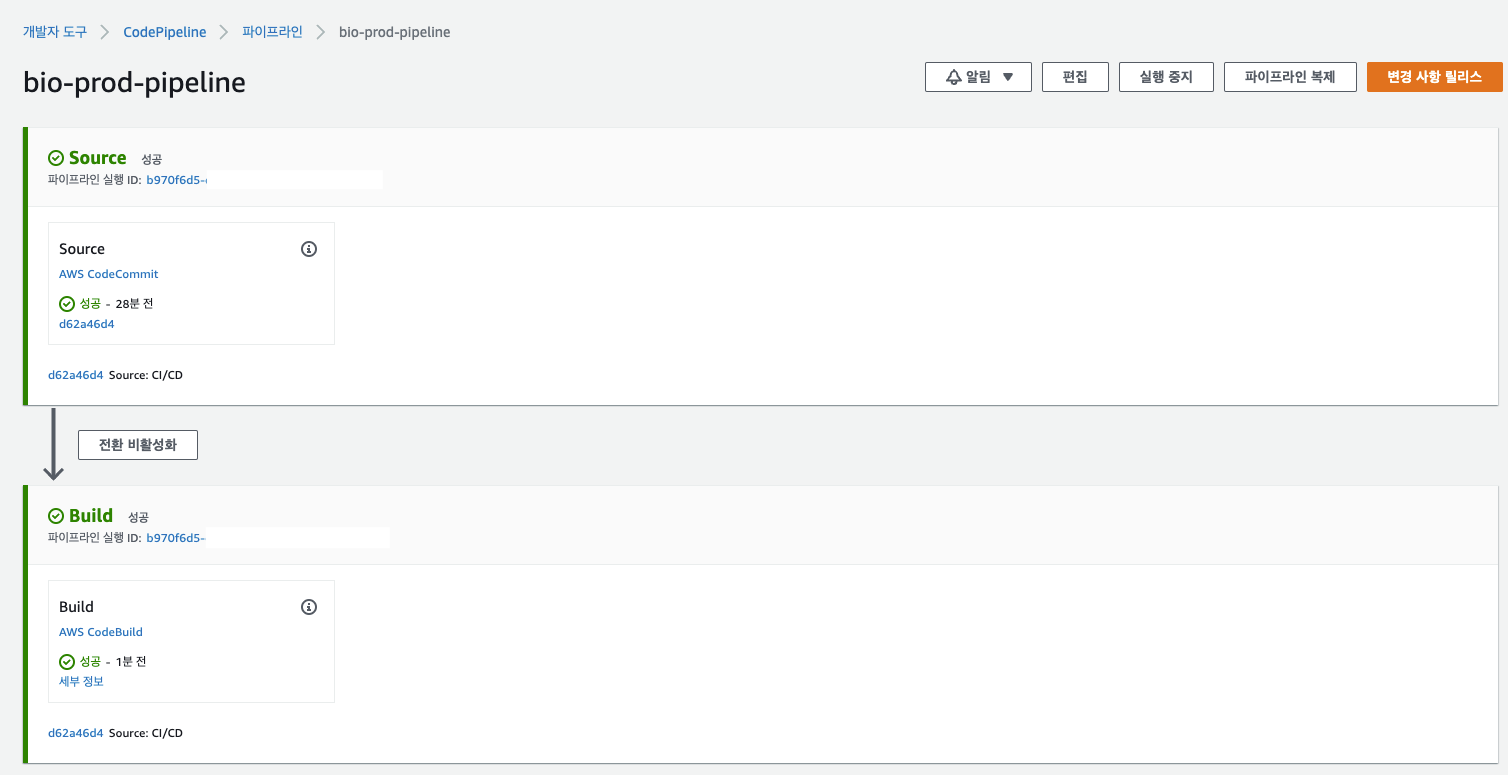 개발자 도구 CodePipeline 파이프라인 bio-prod-pipeline
bio-prod-pipeline
알림 ▼ 편집 실행 중지 파이프라인 복제 변경 사항 릴리스
Source 성공
파이프라인 실행 ID: b970f6d5-
Source
AWS CodeCommit
성공 - 28분 전
d62a46d4
d62a46d4 Source: CI/CD
전환 비활성화
Build 성공
파이프라인 실행 ID: b970f6d5-
Build
AWS CodeBuild
성공 - 1분 전
세부 정보
d62a46d4 Source: CI/CD